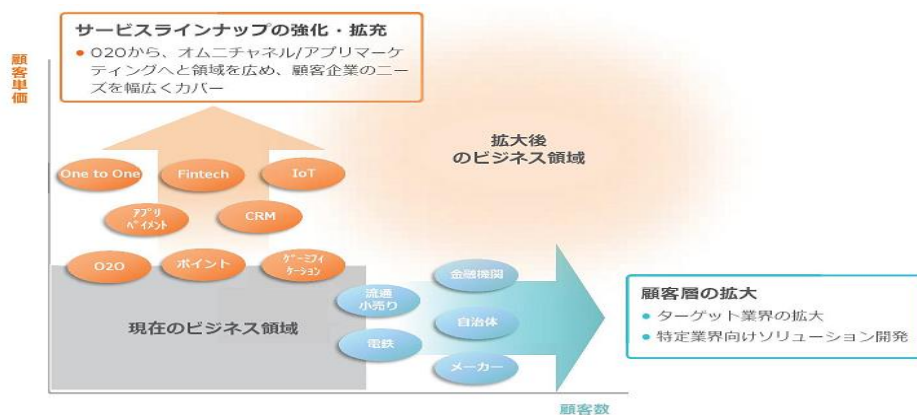 サービスラインナップの強化・拡充
● O2Oから、オムニチャネル/アプリマーケ
ティングへと領域を広め、顧客企業のニー
ズを幅広くカバー
顧客単価
拡大後
のビジネス領域
One to One
Fintech
IoT
アプリ
ペイメント
CRM
O2O
ポイント
ゲーミフィ
ケーション
金融機関
流通
小売り
現在のビジネス領域
自治体
電鉄
メーカー
顧客層の拡大
● ターゲット業界の拡大
● 特定業界向けソリューション開発
顧客数